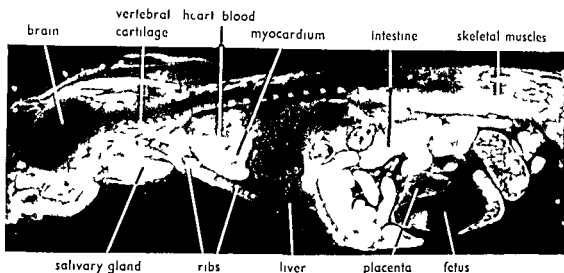 brain
vertebral cartilage
heart blood
myocardium
intestine
skeletal muscles
salivary gland
ribs
liver
placenta
fetus